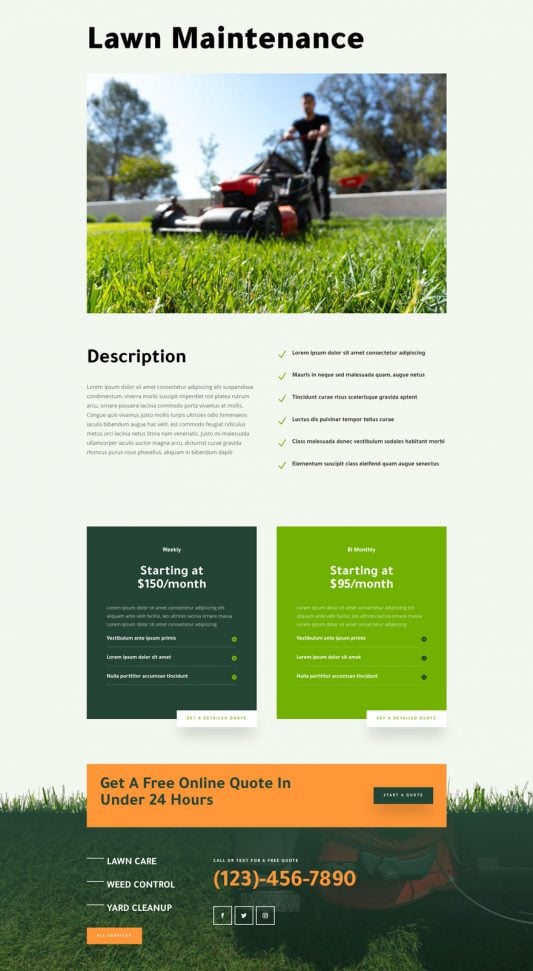 Lawn Maintenance
Description
Lorem ipsum dolor sit amet consectetur adipiscing elit suspendisse
condimentum, viverra morbi suscipit imperdiet nisl platea rutrum
arcu, ornare posuere lacinia commodo porta vivamus et mollis.
Congue quis vivamus justo mollis turpis ultricies odio himenaeos
iaculis bibendum augue hac velit, est commodo feugiat ridiculus
metus orci lacinia netus litora nam venenatis. Justo mi malesuada
ullamcorper iaculis auctor magna arcu, dictumst curae gravida
rhoncus purus risus phasellus, aliquam in bibendum dapib
Lorem ipsum dolor sit amet consectetur adipiscing
Mauris in neque sed malesuada quam, augue netus
Tincidunt curae risus scelerisque gravida aptent
Luctus dis pulvinar tempor tellus curae
Class malesuada donec vestibulum sodales habitant morbi
Elementum suscipit class eleifend quam augue senectus
Weekly
Starting at
$150/month
Lorem ipsum dolor sit amet consectetur adipiscing elit
aliquam ante velit facilisi, leo ultrices lacinia ornare massa
Lorem ipsum dolor sit amet consectetur adipiscing
Vestibulum ante ipsum primis
Lorem ipsum dolor sit amet
Nulla porttitor accumsan tincidunt
GET A DETAILED QUOTE
Bi Monthly
Starting at
$95/month
Lorem ipsum dolor sit amet consectetur adipiscing elit
aliquam ante velit facilisi, leo ultrices lacinia ornare massa
Lorem ipsum dolor sit amet consectetur adipiscing
Vestibulum ante ipsum primis
Lorem ipsum dolor sit amet
Nulla porttitor accumsan tincidunt
GET A DETAILED QUOTE
Get A Free Online Quote In
Under 24 Hours
START A QUOTE
LAWN CARE
WEED CONTROL
YARD CLEANUP
ALL SERVICES
CALL OR TEXT FOR A FREE QUOTE
(123)-456-7890